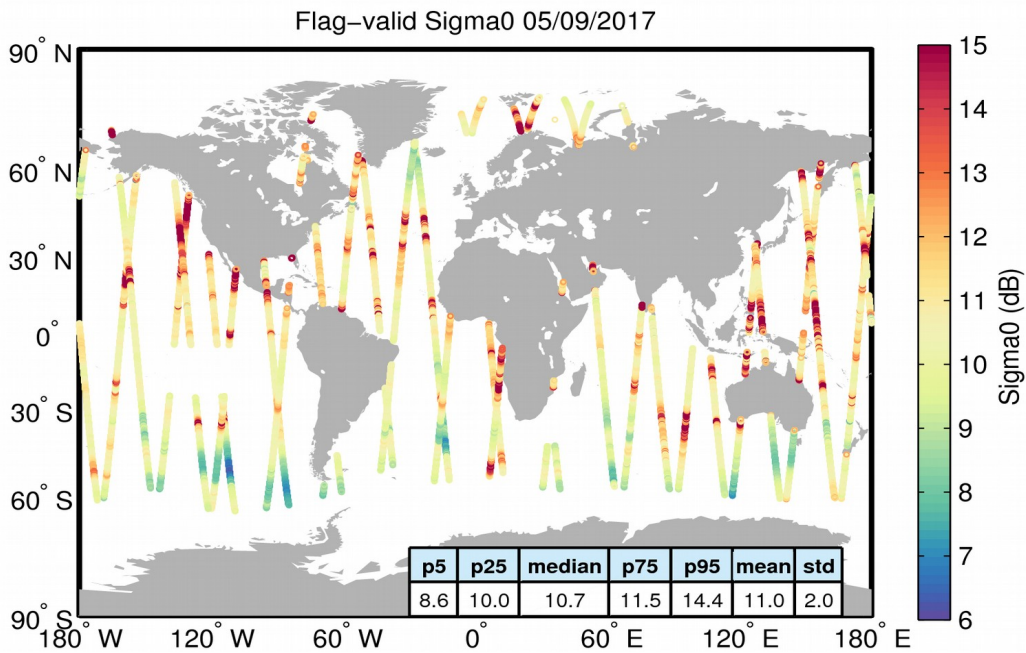 Flag−valid Sigma0 05/09/2017
90° N
60° N
30° N
0°
30° S
60° S
90° S
180° W 120° W 60° W 0° 60° E 120° E 180° E
p5 p25 median p75 p95 mean std
8.6 10.0 10.7 11.5 14.4 11.0 2.0
15
14
13
12
11
10
9
8
7
6
Sigma0 (dB)